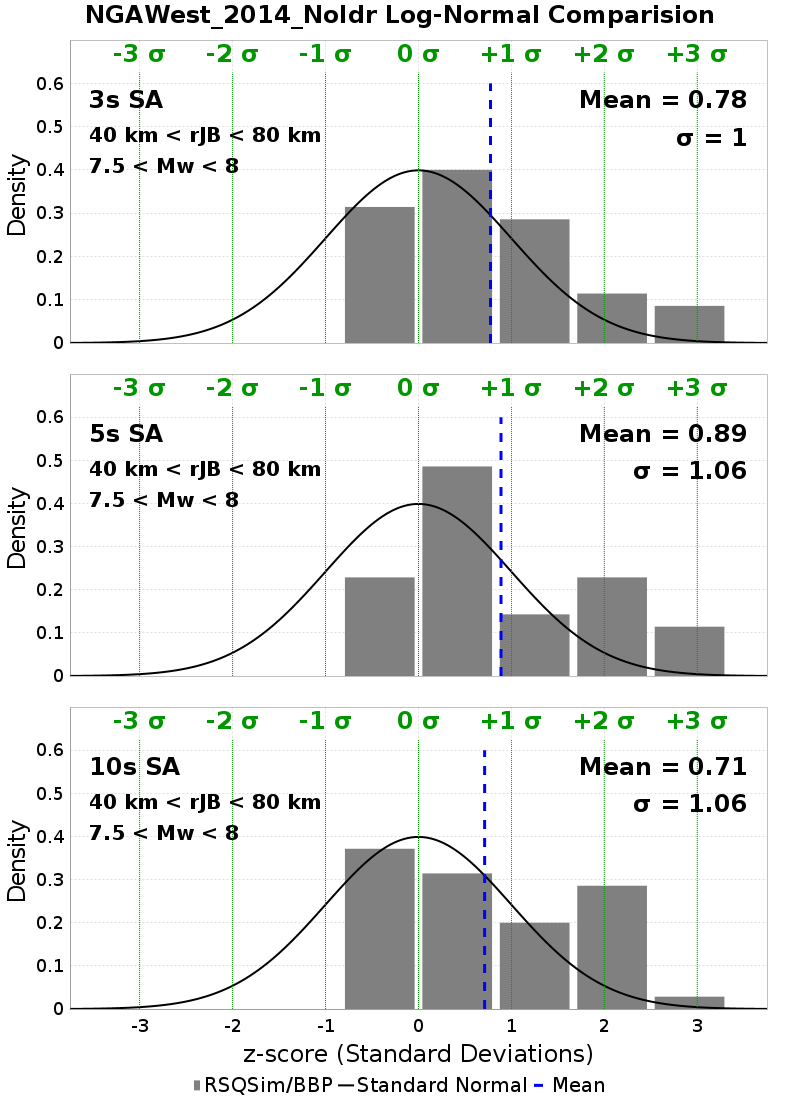 NGAWest_2014_NoIdr Log-Normal Comparision
-3 σ -2 σ -1 σ 0 σ +1 σ +2 σ +3 σ
3s SA
40 km < rJB < 80 km
7.5 < Mw < 8
Mean = 0.78
σ = 1
Density
0.6
0.5
0.4
0.3
0.2
0.1
0
-3 σ -2 σ -1 σ 0 σ +1 σ +2 σ +3 σ
5s SA
40 km < rJB < 80 km
7.5 < Mw < 8
Mean = 0.89
σ = 1.06
Density
0.6
0.5
0.4
0.3
0.2
0.1
0
-3 σ -2 σ -1 σ 0 σ +1 σ +2 σ +3 σ
10s SA
40 km < rJB < 80 km
7.5 < Mw < 8
Mean = 0.71
σ = 1.06
Density
0.6
0.5
0.4
0.3
0.2
0.1
0
-3 -2 -1 0 1 2 3
z-score (Standard Deviations)
RSQSim/BBP Standard Normal Mean